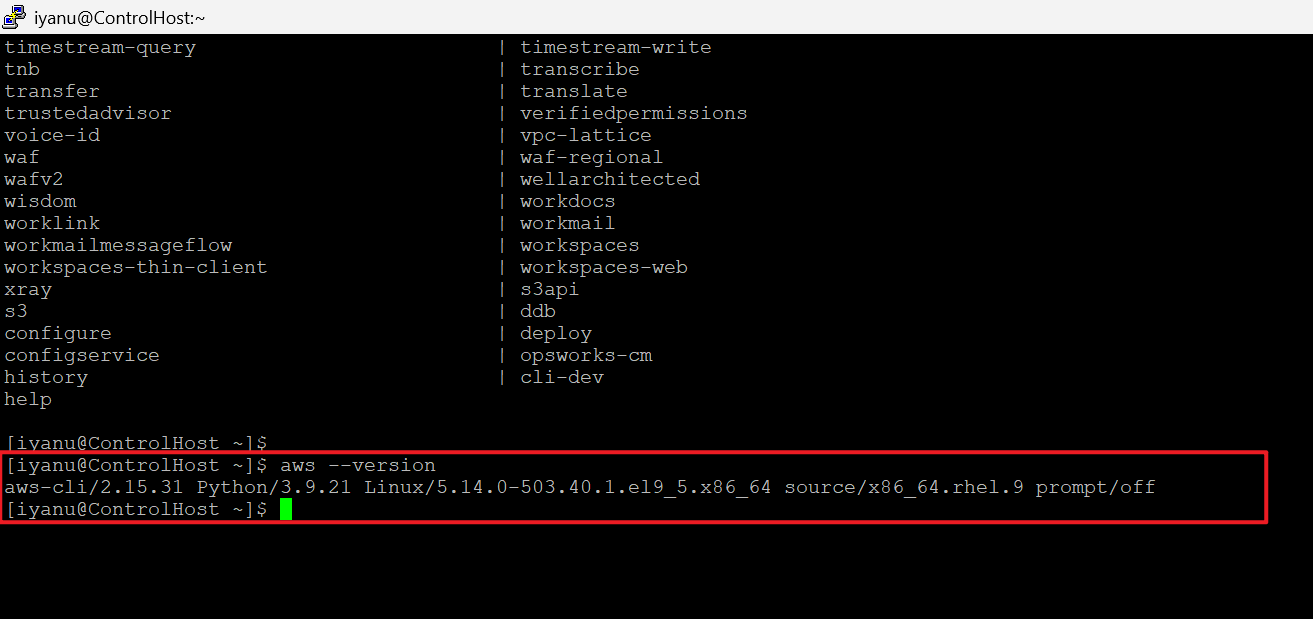 iyanu@ControlHost:~
timestream-query | timestream-write
tnb | transcribe
transfer | translate
trustedadvisor | verifiedpermissions
voice-id | vpc-lattice
waf | waf-regional
wafv2 | wellarchitected
wisdom | workdocs
worklink | workmail
workmailmessageflow | workspaces
workspaces-thin-client | workspaces-web
xray | s3api
s3 | ddb
configure | deploy
configservice | opsworks-cm
history | cli-dev
help
[iyanu@ControlHost ~]$
[iyanu@ControlHost ~]$ aws --version
aws-cli/2.15.31 Python/3.9.21 Linux/5.14.0-503.40.1.el9_5.x86_64 source/x86_64.rhel.9 prompt/off
[iyanu@ControlHost ~]$